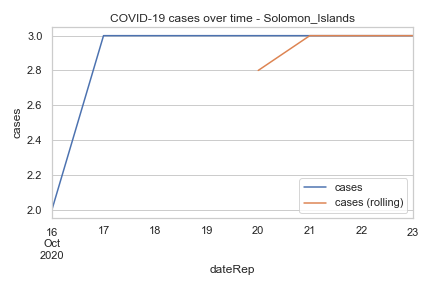 COVID-19 cases over time - Solomon_Islands
cases
3.0
2.8
2.6
2.4
2.2
2.0
cases
cases (rolling)
16 17 18 19 20 21 22 23
Oct
2020
dateRep